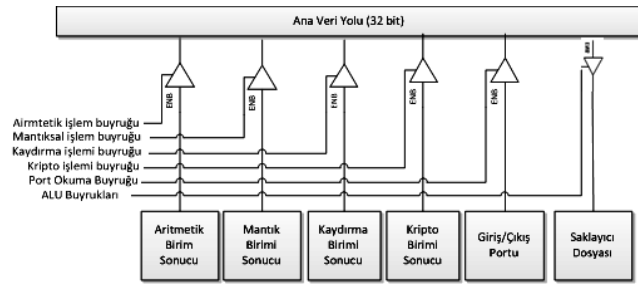 Ana Veri Yolu (32 bit)
ENB
ENB
ENB
ENB
ENB
ENB
Airmtetik işlem buyruğu
Mantıksal işlem buyruğu
Kaydırma işlemi buyruğu
Kripto işlemi buyruğu
Port Okuma Buyruğu
ALU Buyrukları
Aritmetik
Birim
Sonucu
Mantık
Birimi
Sonucu
Kaydırma
Birimi
Sonucu
Kripto
Birimi
Sonucu
Giriş/Çıkış
Portu
Saklayıcı
Dosyası